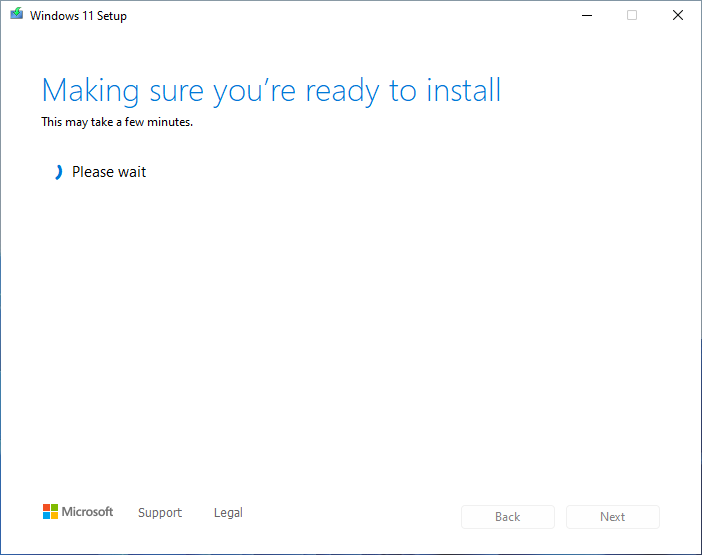 Windows 11 Setup
Making sure you’re ready to install
This may take a few minutes.
Please wait
Microsoft Support Legal Back Next